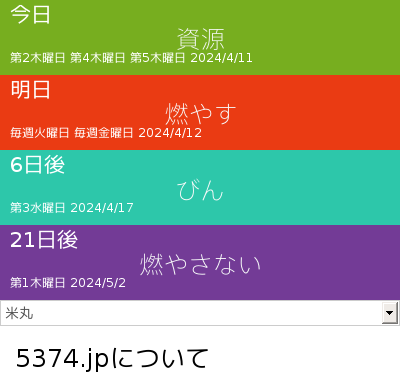 今日
資源
第2木曜日 第4木曜日 第5木曜日 2024/4/11
明日
燃やす
毎週火曜日 毎週金曜日 2024/4/12
6日後
びん
第3水曜日 2024/4/17
21日後
燃やさない
第1木曜日 2024/5/2
米丸
5374.jpについて